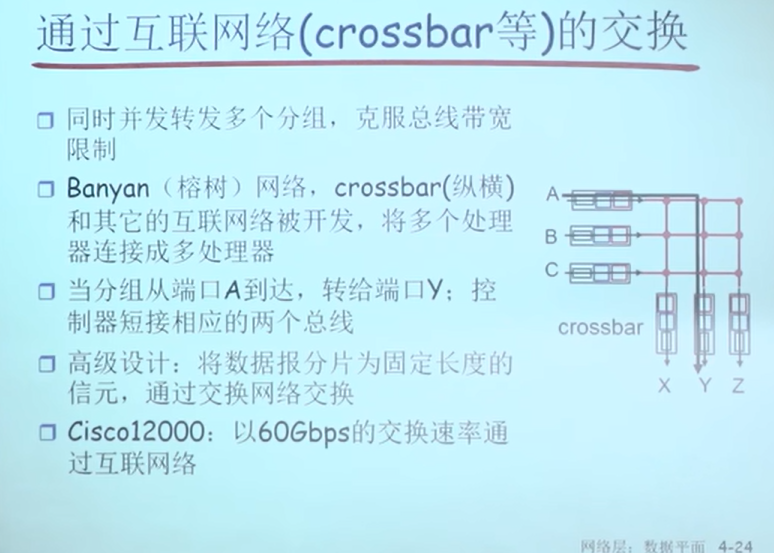 通过互联网络(crossbar等)的交换
同时并发转发多个分组，克服总线带宽
限制
Banyan（榕树）网络，crossbar(纵横)
和其它的互联网络被开发，将多个处理
器连接成多处理器
当分组从端口A到达，转给端口Y；控
制器短接相应的两个总线
高级设计：将数据报分片为固定长度的
信元，通过交换网络交换
Cisco12000：以60Gbps的交换速率通
过互联网络
A
B
C
crossbar
X Y Z
网络层：数据平面 4-24